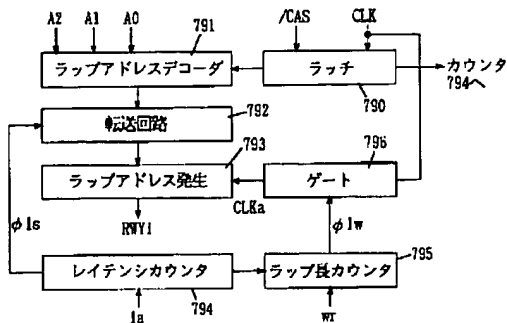 A2 A1 A0 791 /CAS CLK
ラップアドレスデコーダ
ラッチ
カウンタ
794へ
790
792
転送回路
793
796
ラップアドレス発生
ゲート
CLKa
φ1s
RWYi
φ1w
レイテンシカウンタ
ラップ長カウンタ
795
794
la
wr